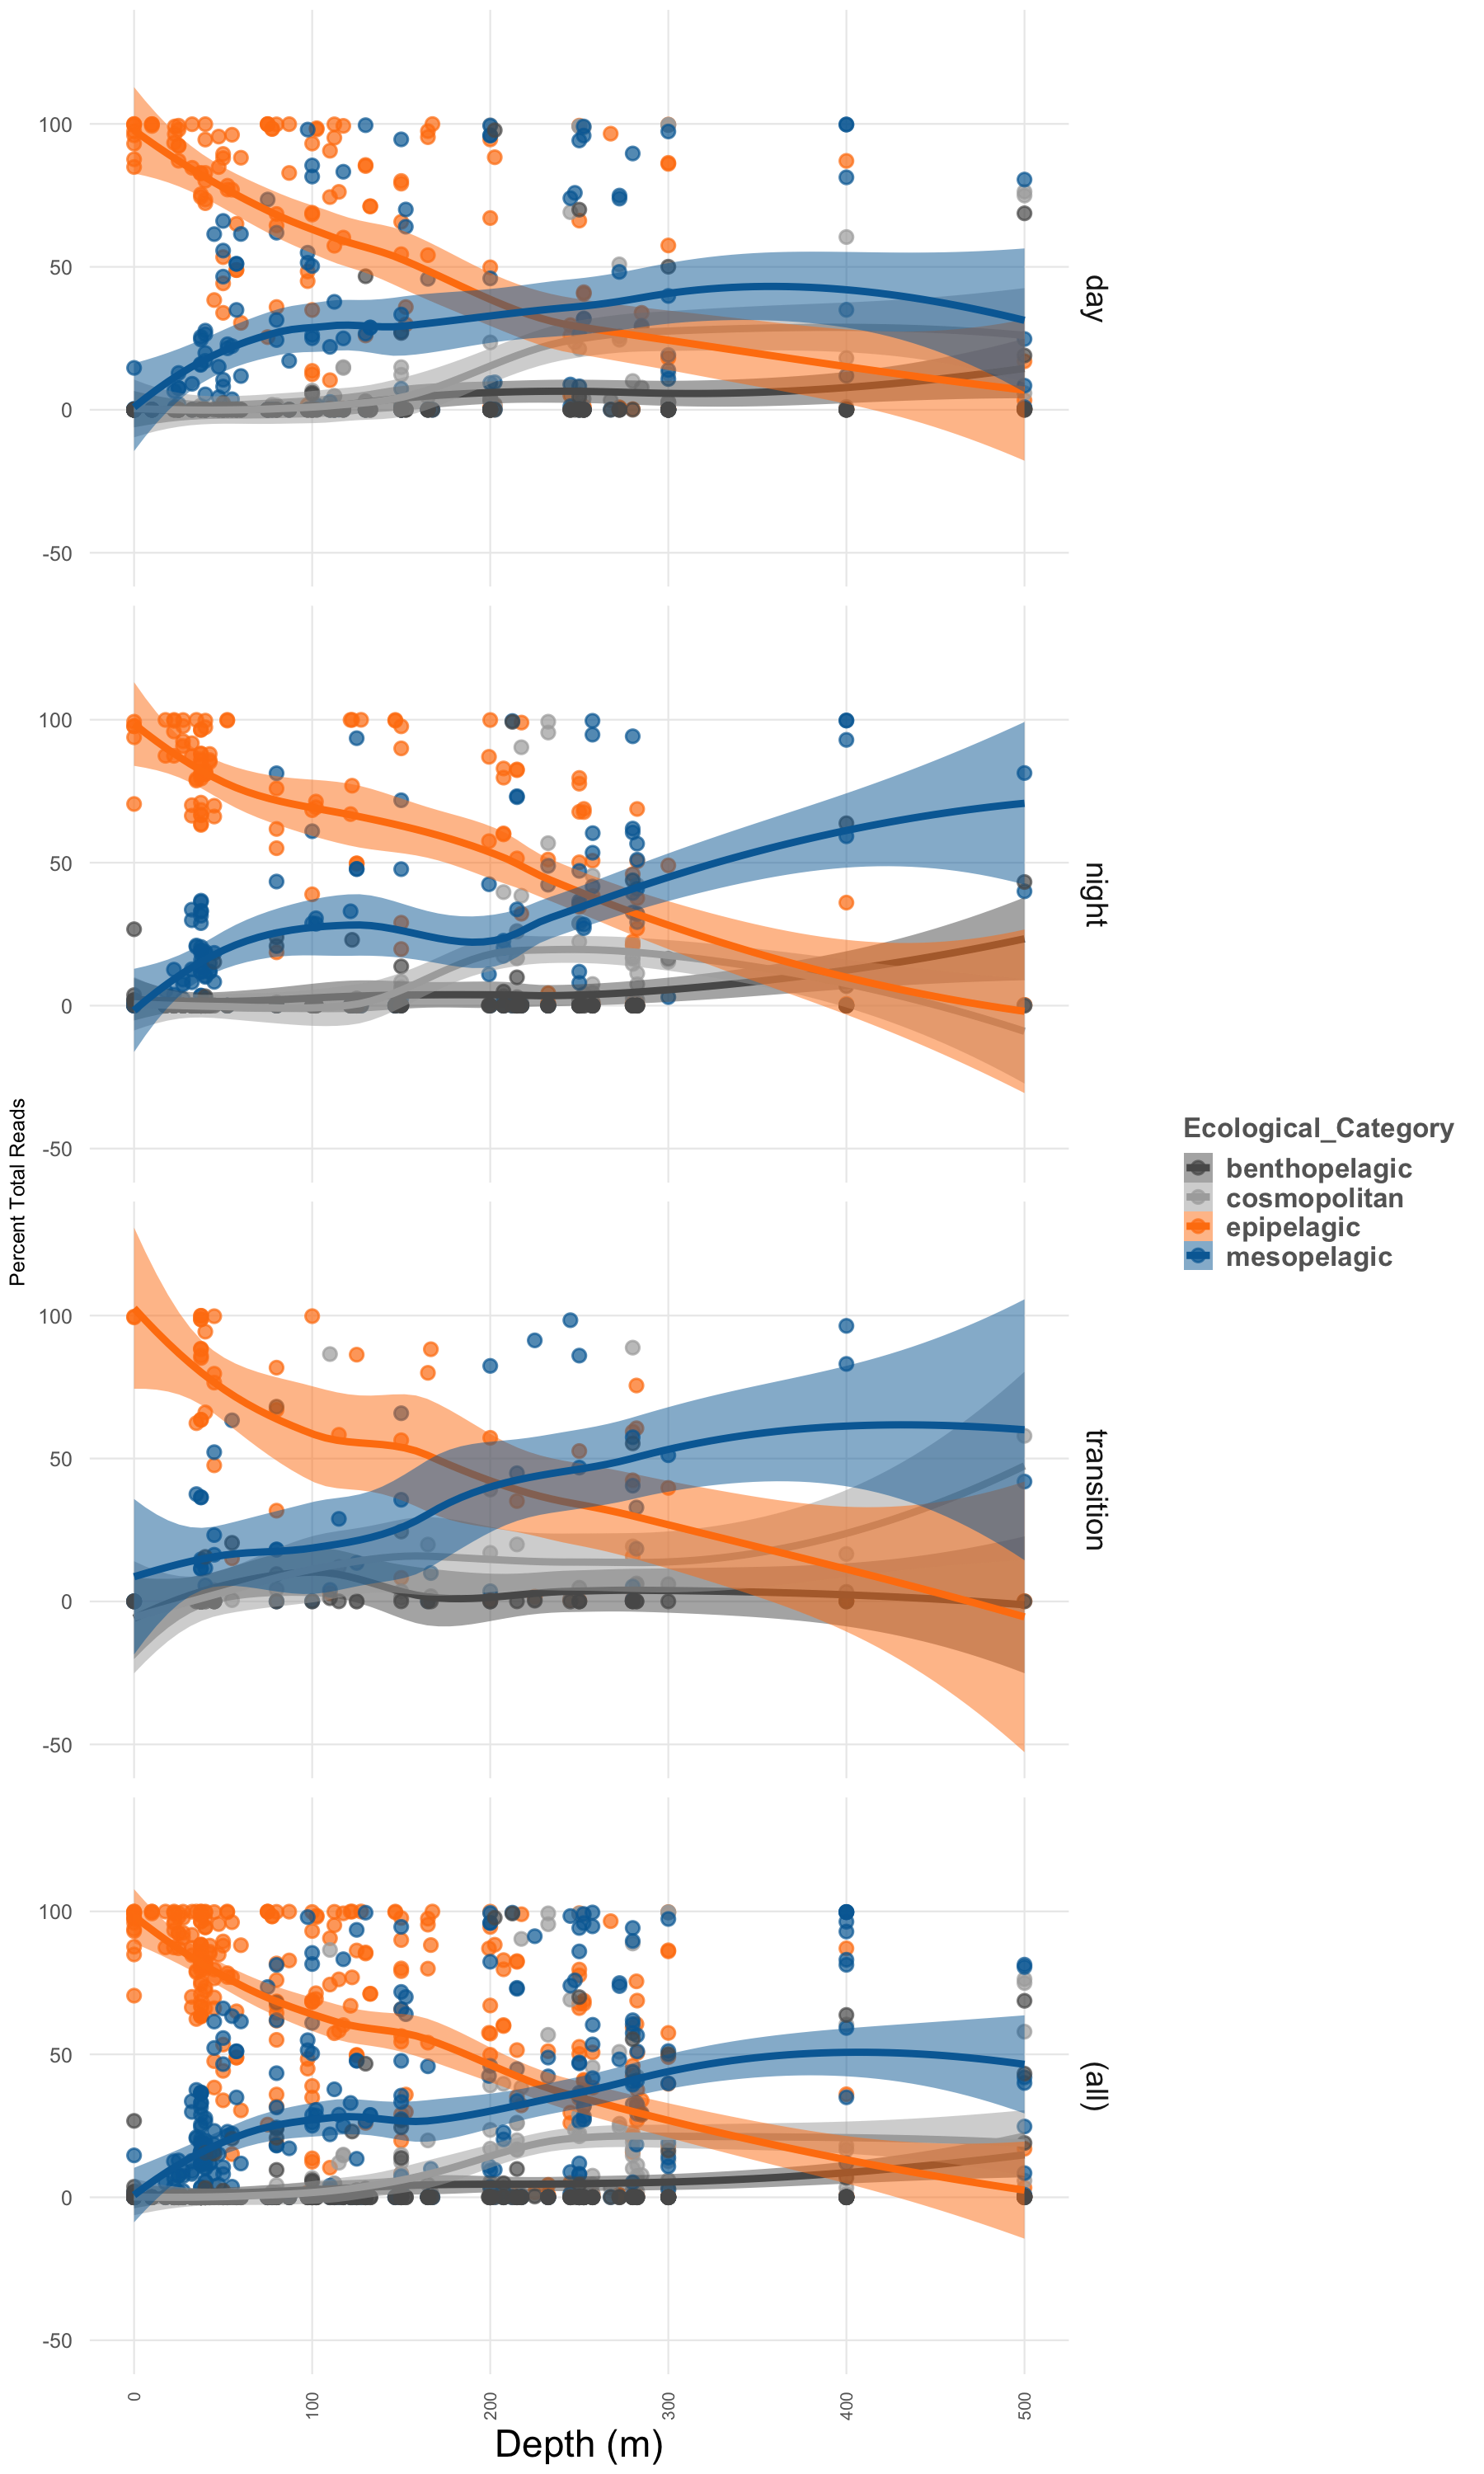 100
50
0
-50
day
100
50
0
-50
night
Percent Total Reads
Ecological_Category
benthopelagic
cosmopolitan
epipelagic
mesopelagic
100
50
0
-50
transition
100
50
0
-50
(all)
0
100
200
300
400
500
Depth (m)